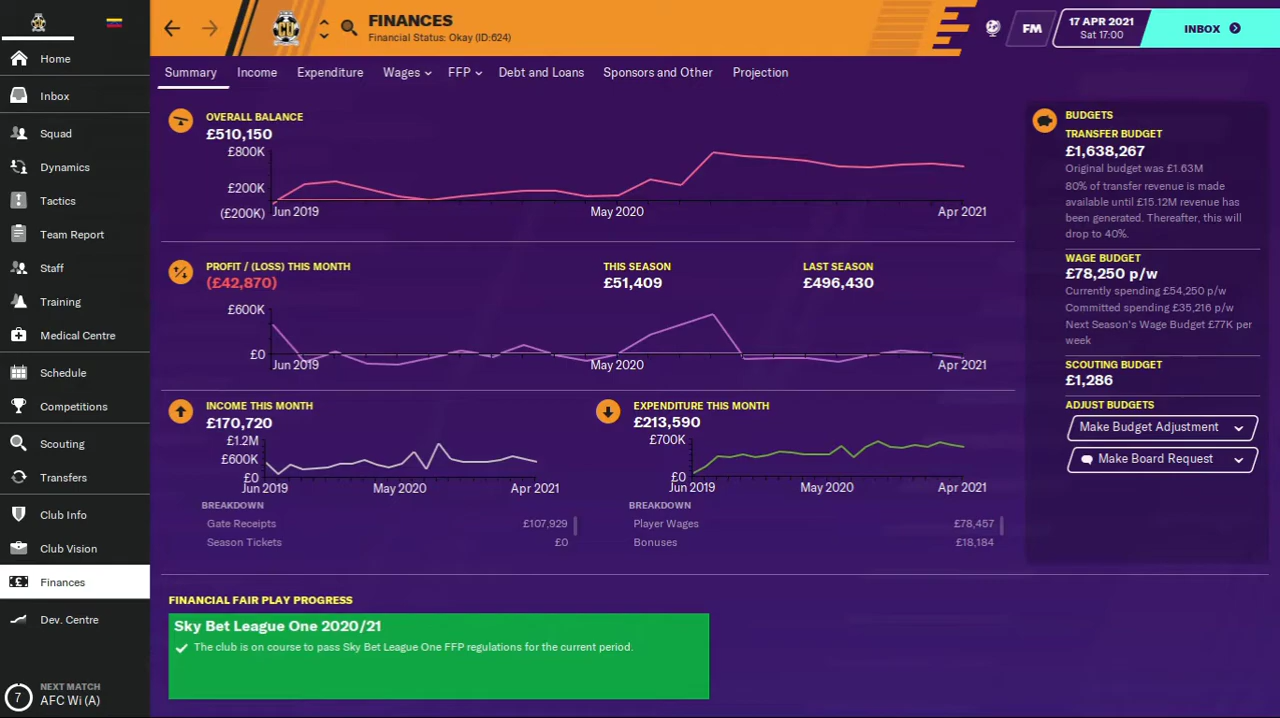 FINANCES
Financial Status: Okay (ID:624)
FM
17 APR 2021
Sat 17:00
INBOX
Home
Inbox
Squad
Dynamics
Tactics
Team Report
Staff
Training
Medical Centre
Schedule
Competitions
Scouting
Transfers
Club Info
Club Vision
Finances
Dev. Centre
7
NEXT MATCH
AFC Wi (A)
Summary
Income
Expenditure
Wages
FFP
Debt and Loans
Sponsors and Other
Projection
OVERALL BALANCE
£510,150
£800K
£200K
(£200K)
Jun 2019
May 2020
Apr 2021
PROFIT / (LOSS) THIS MONTH
(£42,870)
THIS SEASON
£51,409
LAST SEASON
£496,430
£600K
£0
Jun 2019
May 2020
Apr 2021
INCOME THIS MONTH
£170,720
£1.2M
£600K
£0
Jun 2019
May 2020
Apr 2021
BREAKDOWN
Gate Receipts £107,929
Season Tickets £0
EXPENDITURE THIS MONTH
£213,590
£700K
£0
Jun 2019
May 2020
Apr 2021
BREAKDOWN
Player Wages £78,457
Bonuses £18,184
FINANCIAL FAIR PLAY PROGRESS
Sky Bet League One 2020/21
The club is on course to pass Sky Bet League One FFP regulations for the current period.
BUDGETS
TRANSFER BUDGET
£1,638,267
Original budget was £1.63M
80% of transfer revenue is made
available until £15.12M revenue has
been generated. Thereafter, this will
drop to 40%.
WAGE BUDGET
£78,250 p/w
Currently spending £54,250 p/w
Committed spending £35,216 p/w
Next Season's Wage Budget £77K per
week
SCOUTING BUDGET
£1,286
ADJUST BUDGETS
Make Budget Adjustment
Make Board Request